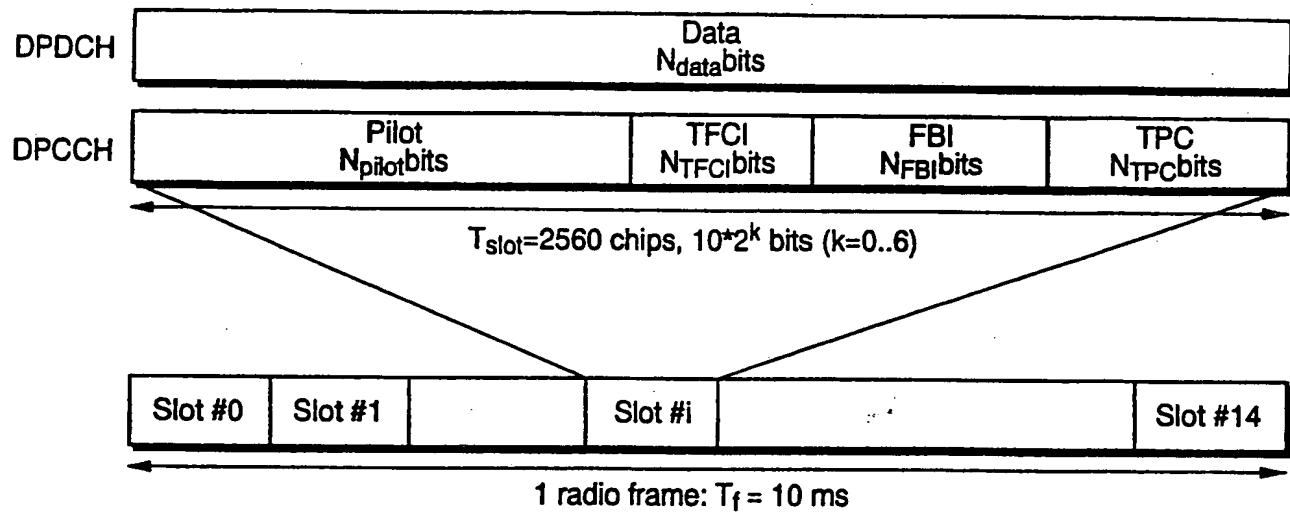 DPDCH
Data
N_data bits
DPCCH
Pilot
N_pilot bits
TFCI
N_TFCI bits
FBI
N_FBI bits
TPC
N_TPC bits
T_slot=2560 chips, 10*2^k bits (k=0..6)
Slot #0
Slot #1
Slot #i
Slot #14
1 radio frame: T_f = 10 ms